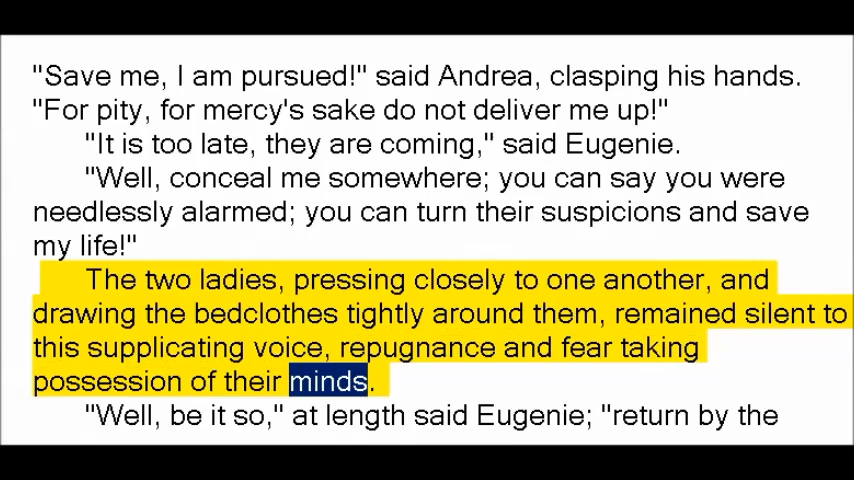 "Save me, I am pursued!" said Andrea, clasping his hands.
"For pity, for mercy's sake do not deliver me up!"
"It is too late, they are coming," said Eugenie.
"Well, conceal me somewhere; you can say you were
needlessly alarmed; you can turn their suspicions and save
my life!"
The two ladies, pressing closely to one another, and
drawing the bedclothes tightly around them, remained silent to
this supplicating voice, repugnance and fear taking
possession of their minds.
"Well, be it so," at length said Eugenie; "return by the